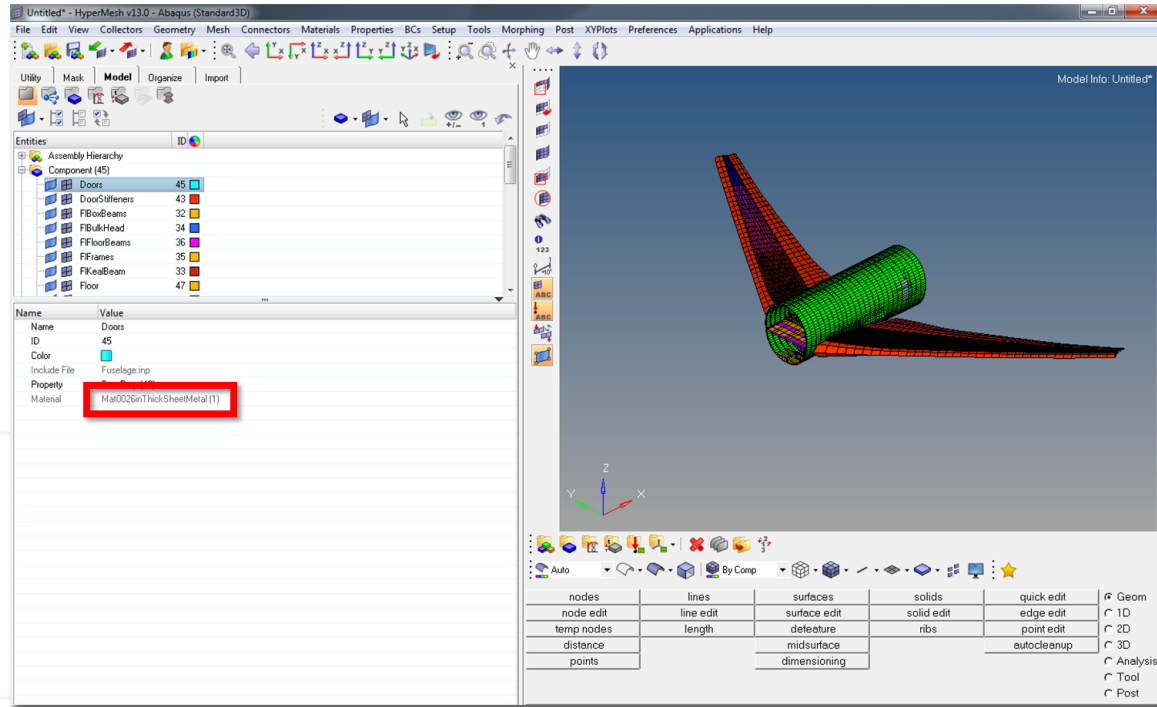 Untitled* - HyperMesh v13.0 - Abaqus (Standard3D)
File Edit View Collectors Geometry Mesh Connectors Materials Properties BCs Setup Tools Morphing Post XYPlots Preferences Applications Help
Utility Mask Model Organize Import
Entities ID
Assembly Hierarchy
Component (45)
Doors 45
DoorStiffeners 43
FlBoxBeams 32
FlBulkHead 34
FlFloorBeams 36
FlFrames 35
FlKealBeam 33
Floor 47
Name Value
Name Doors
ID 45
Color
Include File Fuselage.inp
Property
Material Mat0026inThickSheetMetal (1)
123
ABC
ABC
Model Info: Untitled*
Z
Y X
Auto By Comp
nodes lines surfaces solids quick edit Geom
node edit line edit surface edit solid edit edge edit 1D
temp nodes length defeature ribs point edit 2D
distance midsurface autocleanup 3D
points dimensioning Analysis
Tool
Post